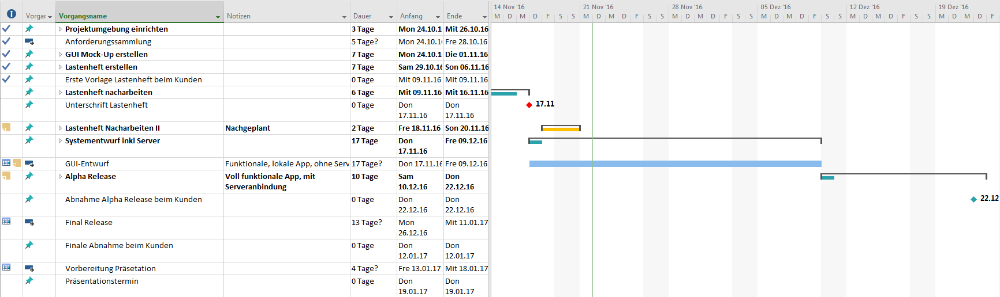 14 Nov '16 21 Nov '16 28 Nov '16 05 Dez '16 12 Dez '16 19 Dez '16
Vorgar Vorgangsname Notizen Dauer Anfang Ende M D M D F S S M D M D F S S M D M D F S S M D M D F S S M D M D F S S M D M D F
Projektumgebung einrichten 3 Tage Mon 24.10.1 Mit 26.10.16
Anforderungssammlung 5 Tage? Mon 24.10.16 Fre 28.10.16
GUI Mock-Up erstellen 7 Tage Mon 24.10.1 Die 01.11.16
Lastenheft erstellen 7 Tage Sam 29.10.16 Son 06.11.16
Erste Vorlage Lastenheft beim Kunden 0 Tage Mit 09.11.16 Mit 09.11.16
Lastenheft nacharbeiten 6 Tage Mit 09.11.16 Mit 16.11.16
Unterschrift Lastenheft 0 Tage Don Don 17.11
17.11.16 17.11.16
Lastenheft Nacharbeiten II Nachgeplant 2 Tage Fre 18.11.16 Son 20.11.16
Systementwurf inkl Server 17 Tage Don Fre 09.12.16
17.11.16
GUI-Entwurf Funktionale, lokale App, ohne Serv 17 Tage? Don 17.11.16 Fre 09.12.16
Alpha Release Voll funktionale App, mit 10 Tage Sam Don
Serveranbindung 10.12.16 22.12.16
Abnahme Alpha Release beim Kunden 0 Tage Don Don 22.12
22.12.16 22.12.16
Final Release 13 Tage? Mon Mit 11.01.17
26.12.16
Finale Abnahme beim Kunden 0 Tage Don Don
12.01.17 12.01.17
Vorbereitung Präsetation 4 Tage? Fre 13.01.17 Mit 18.01.17
Präsentationstermin 0 Tage Don Don
19.01.17 19.01.17